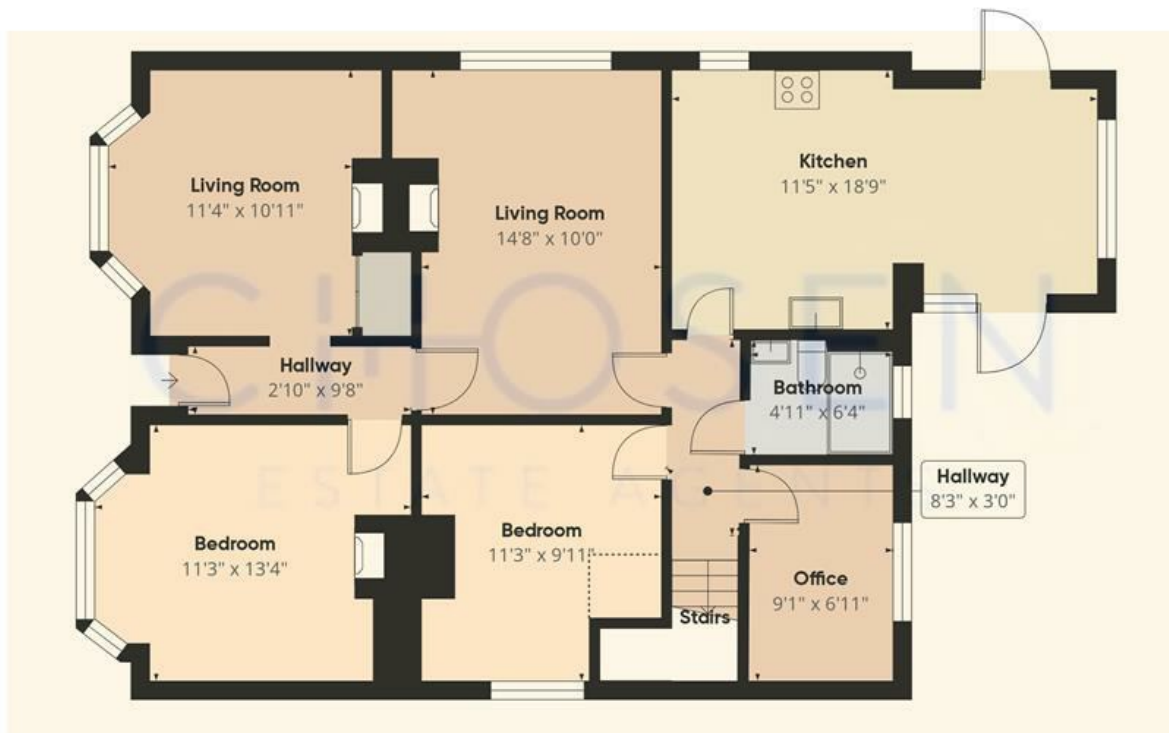 Living Room
11'4" x 10'11"
Living Room
14'8" x 10'0"
Kitchen
11'5" x 18'9"
Hallway
2'10" x 9'8"
Bathroom
4'11" x 6'4"
CHOSEN
ESTATE AGENT
Hallway
8'3" x 3'0"
Bedroom
11'3" x 13'4"
Bedroom
11'3" x 9'11"
Office
9'1" x 6'11"
Stairs